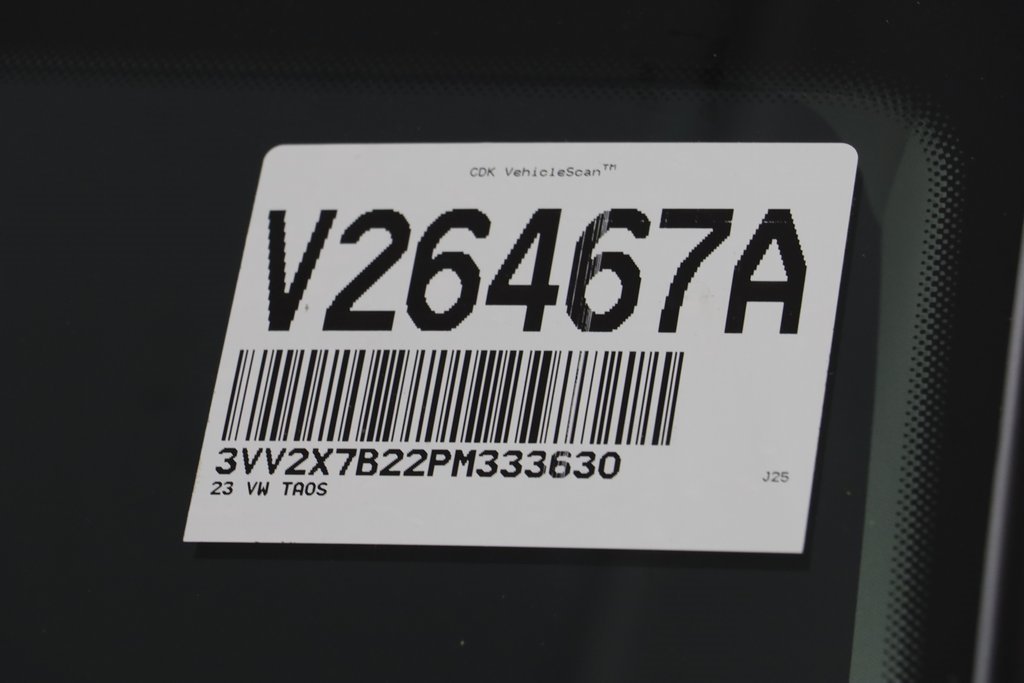 CDK VehicleScan™
V26467A
3VV2X7B22PM333630
23 VW TAOS
J25